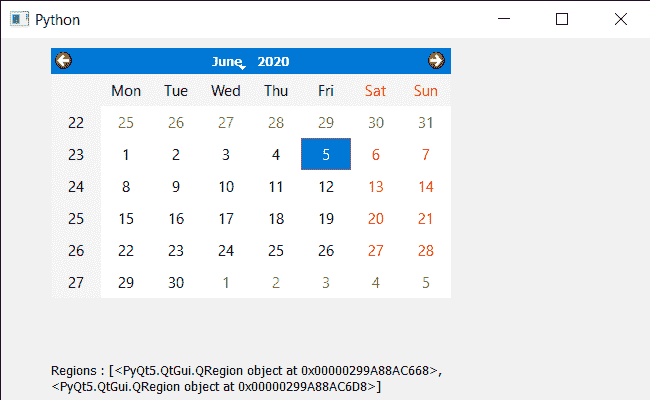 Python
June 2020
Mon Tue Wed Thu Fri Sat Sun
22 25 26 27 28 29 30 31
23 1 2 3 4 5 6 7
24 8 9 10 11 12 13 14
25 15 16 17 18 19 20 21
26 22 23 24 25 26 27 28
27 29 30 1 2 3 4 5
Regions : [<PyQt5.QtGui.QRegion object at 0x00000299A88AC668>,
<PyQt5.QtGui.QRegion object at 0x00000299A88AC6D8>]